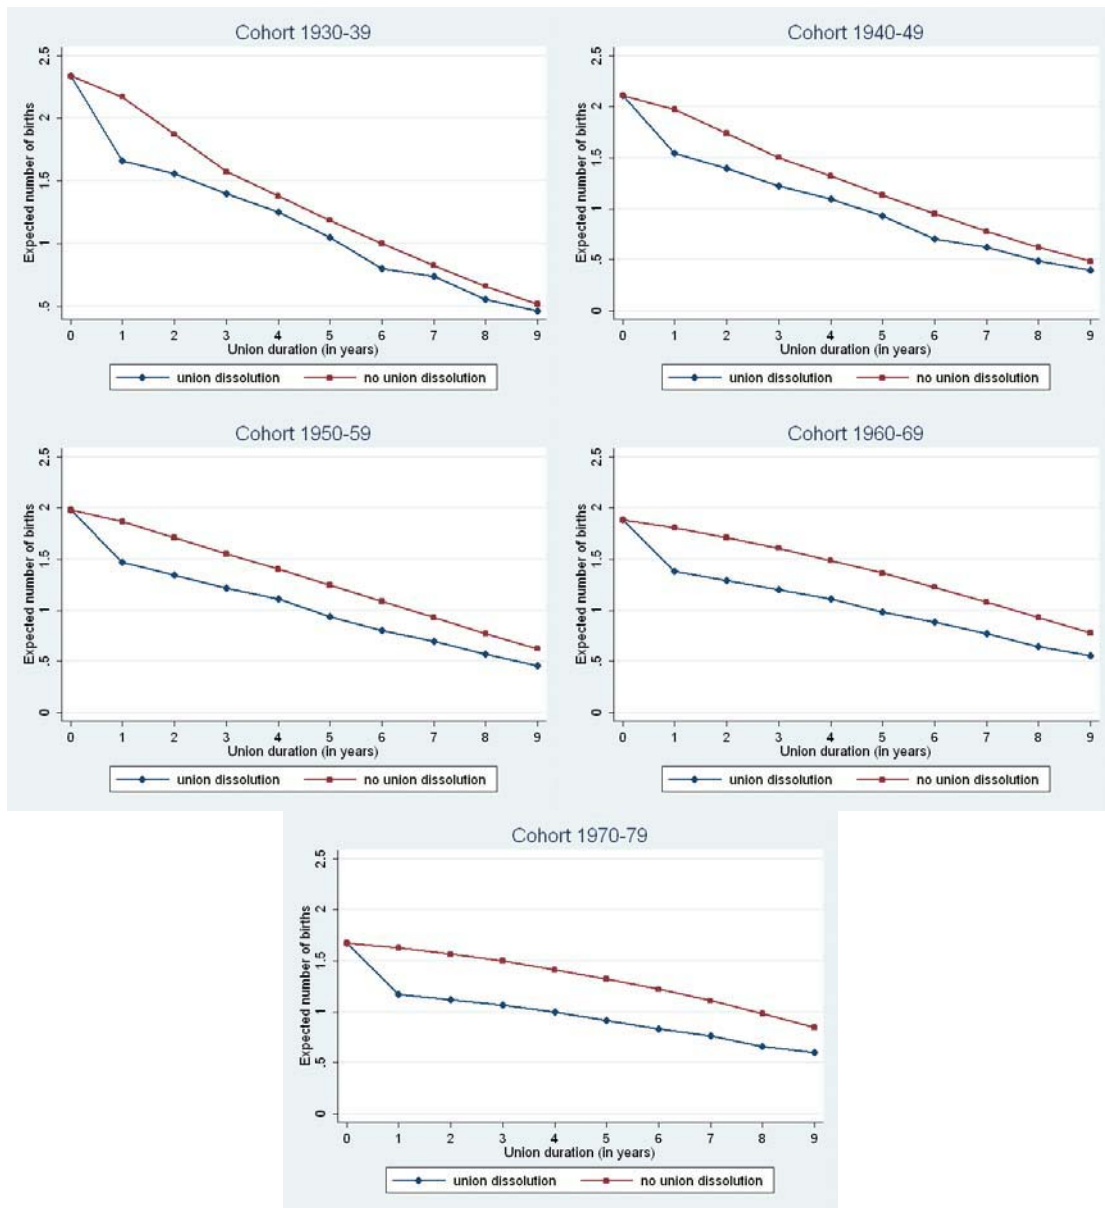 Cohort 1930-39
Expected number of births
2.5
2
1.5
1
.5
0 1 2 3 4 5 6 7 8 9
Union duration (in years)
union dissolution no union dissolution
Cohort 1940-49
Expected number of births
2.5
2
1.5
1
.5
0
0 1 2 3 4 5 6 7 8 9
Union duration (in years)
union dissolution no union dissolution
Cohort 1950-59
Expected number of births
2.5
2
1.5
1
.5
0
0 1 2 3 4 5 6 7 8 9
Union duration (in years)
union dissolution no union dissolution
Cohort 1960-69
Expected number of births
2.5
2
1.5
1
.5
0
0 1 2 3 4 5 6 7 8 9
Union duration (in years)
union dissolution no union dissolution
Cohort 1970-79
Expected number of births
2.5
2
1.5
1
.5
0
0 1 2 3 4 5 6 7 8 9
Union duration (in years)
union dissolution no union dissolution